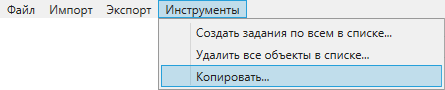 Файл Импорт Экспорт Инструменты
Создать задания по всем в списке...
Удалить все объекты в списке...
Копировать...